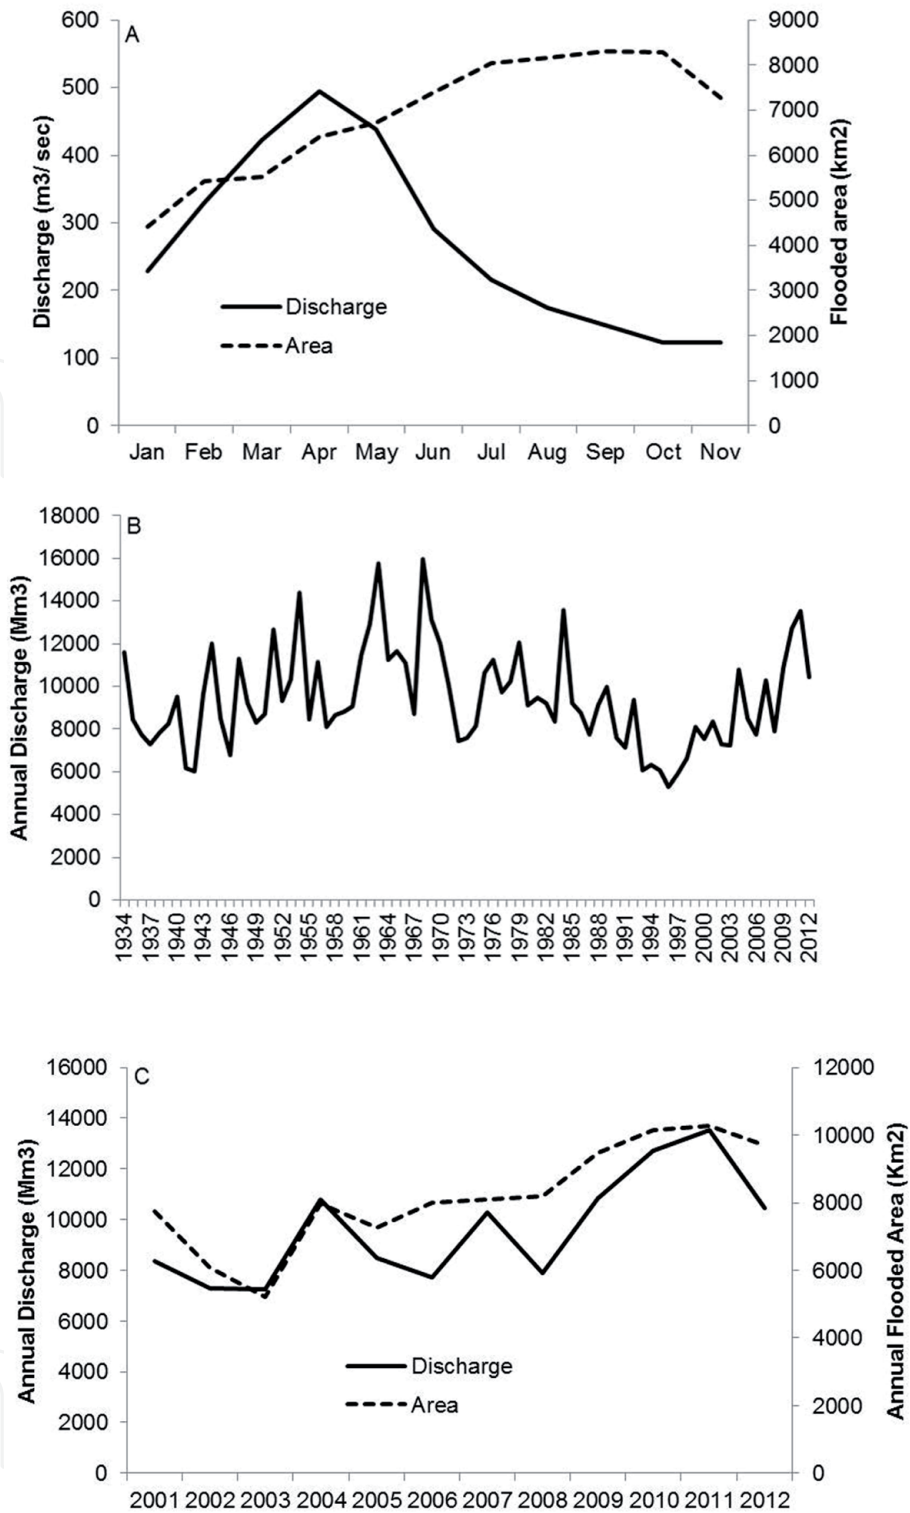 A
Discharge (m3/ sec)
600
500
400
300
200
100
0
Flooded area (km2)
9000
8000
7000
6000
5000
4000
3000
2000
1000
0
Discharge
Area
Jan Feb Mar Apr May Jun Jul Aug Sep Oct Nov
B
Annual Discharge (Mm3)
18000
16000
14000
12000
10000
8000
6000
4000
2000
0
1934 1937 1940 1943 1946 1949 1952 1955 1958 1961 1964 1967 1970 1973 1976 1979 1982 1985 1988 1991 1994 1997 2000 2003 2006 2009 2012
C
Annual Discharge (Mm3)
16000
14000
12000
10000
8000
6000
4000
2000
0
Annual Flooded Area (Km2)
12000
10000
8000
6000
4000
2000
0
Discharge
Area
2001 2002 2003 2004 2005 2006 2007 2008 2009 2010 2011 2012